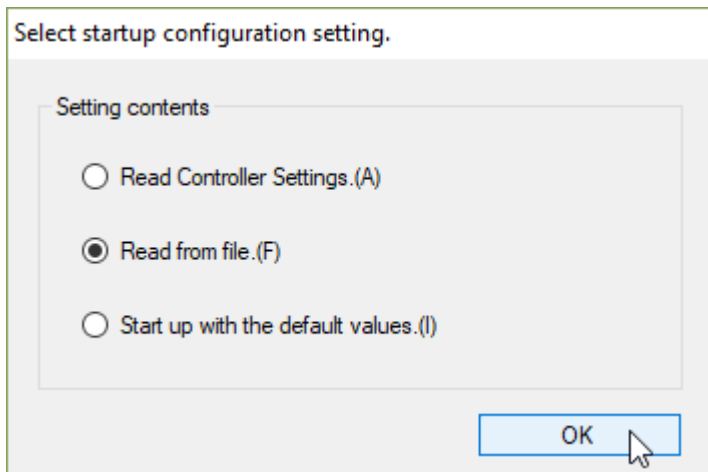 Select startup configuration setting.
Setting contents
Read Controller Settings.(A)
Read from file.(F)
Start up with the default values.(I)
OK